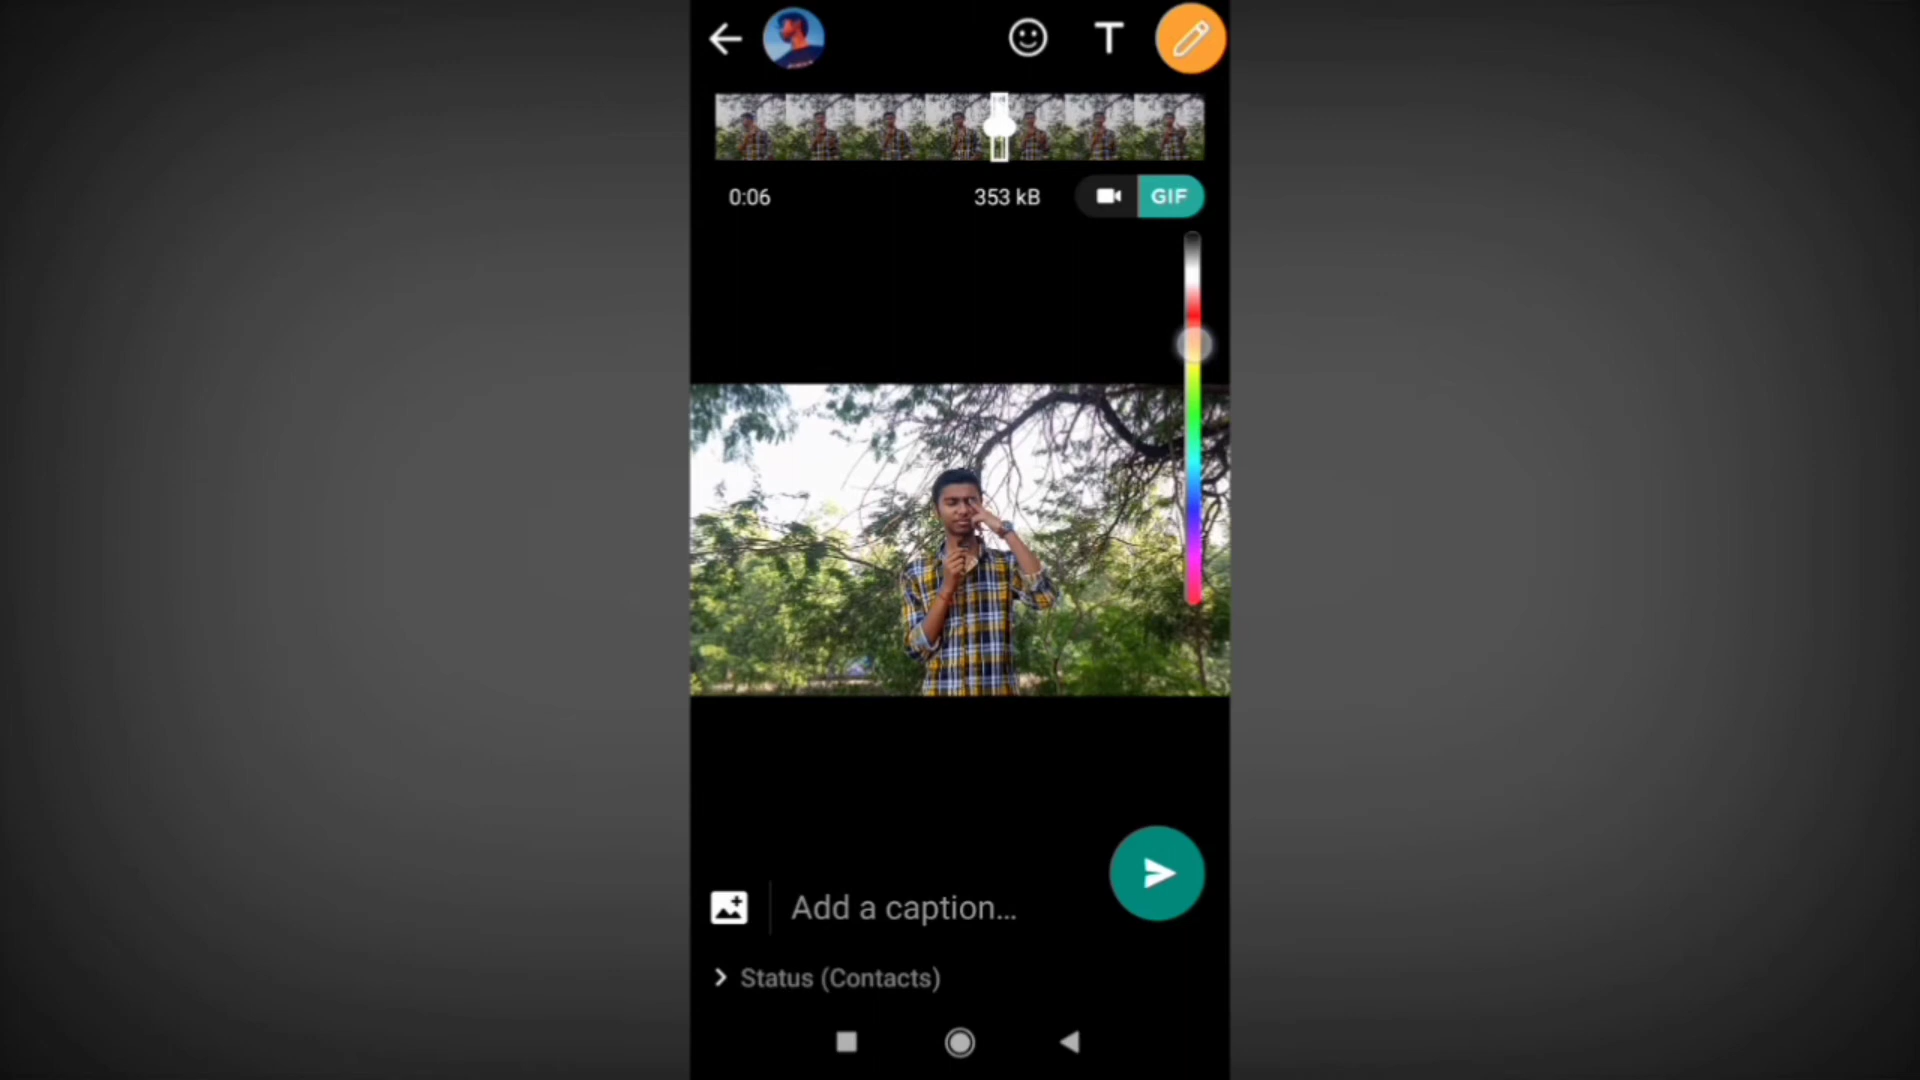 T
0:06
353 kB
GIF
Add a caption...
Status (Contacts)